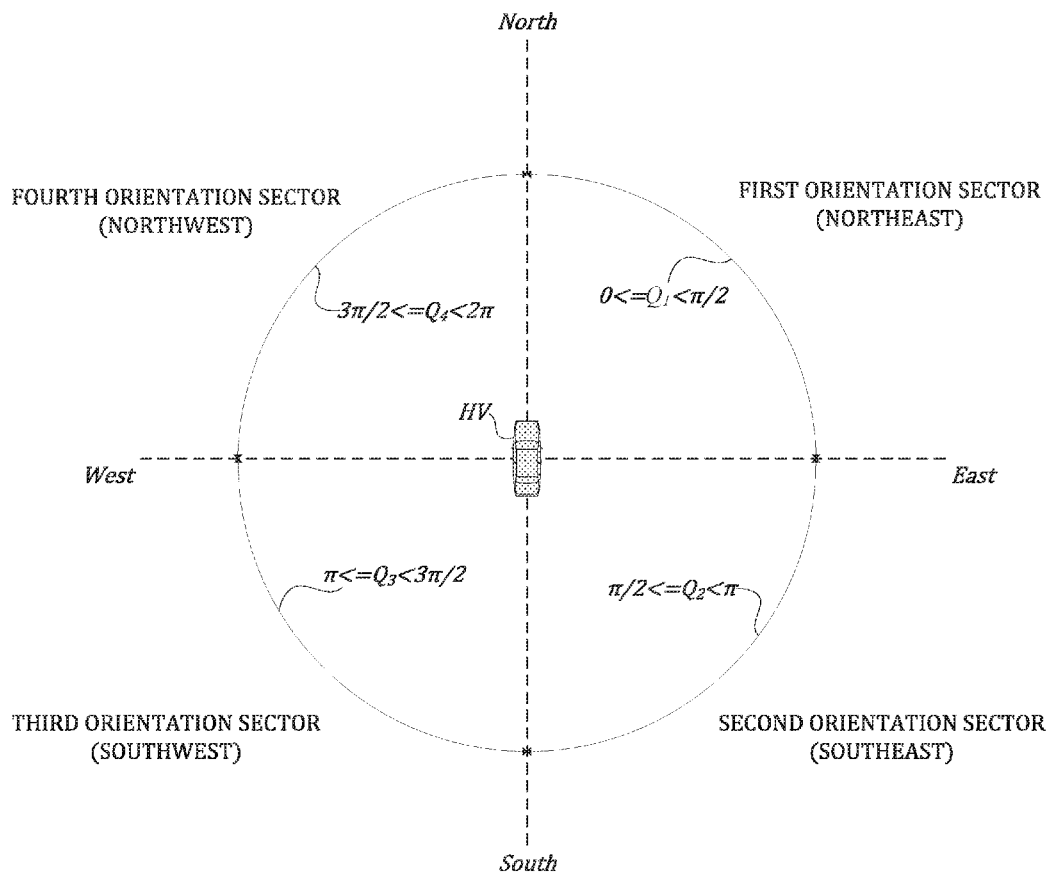 North
FOURTH ORIENTATION SECTOR
(NORTHWEST)
FIRST ORIENTATION SECTOR
(NORTHEAST)
3π/2<=Q₄<2π
0<=Q₁<π/2
HV
West
East
π<=Q₃<3π/2
π/2<=Q₂<π
THIRD ORIENTATION SECTOR
(SOUTHWEST)
SECOND ORIENTATION SECTOR
(SOUTHEAST)
South